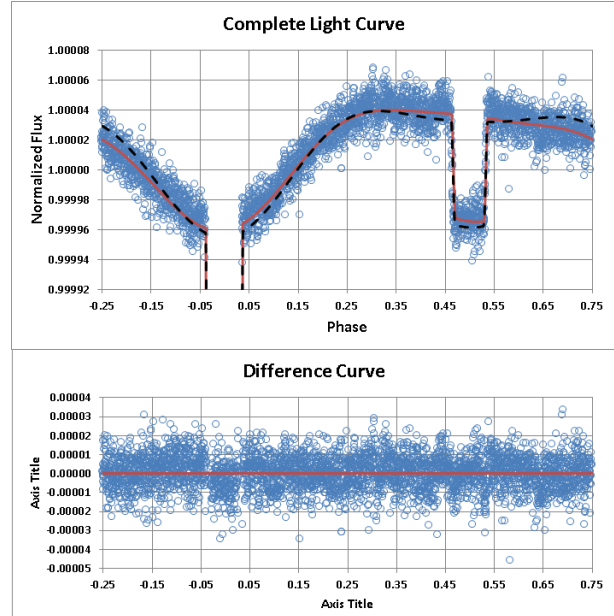 Complete Light Curve
Normalized Flux
1.00008
1.00006
1.00004
1.00002
1.00000
0.99998
0.99996
0.99994
0.99992
-0.25 -0.15 -0.05 0.05 0.15 0.25 0.35 0.45 0.55 0.65 0.75
Phase
Difference Curve
Axis Title
0.00004
0.00003
0.00002
0.00001
0.00000
-0.00001
-0.00002
-0.00003
-0.00004
-0.00005
-0.25 -0.15 -0.05 0.05 0.15 0.25 0.35 0.45 0.55 0.65 0.75
Axis Title